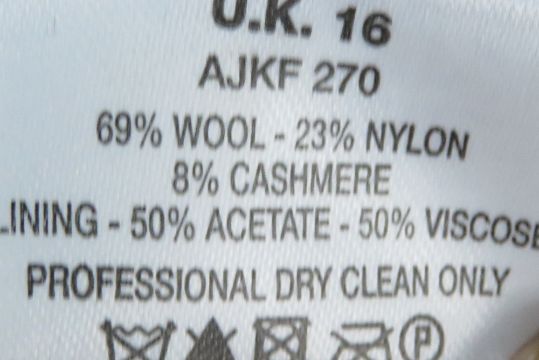 U.K. 16
AJKF 270
69% WOOL - 23% NYLON
8% CASHMERE
LINING - 50% ACETATE - 50% VISCOSE
PROFESSIONAL DRY CLEAN ONLY
P